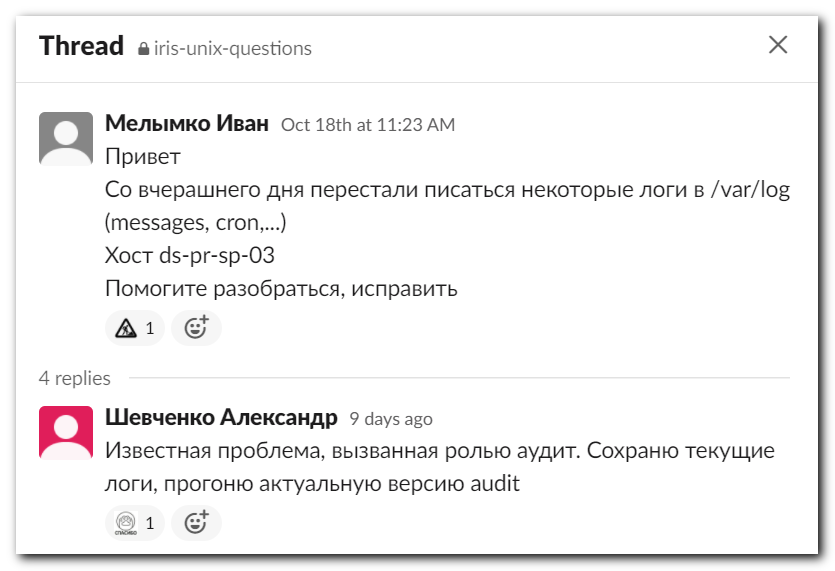 Thread iris-unix-questions
Мелымко Иван Oct 18th at 11:23 AM
Привет
Со вчерашнего дня перестали писаться некоторые логи в /var/log
(messages, cron,...)
Хост ds-pr-sp-03
Помогите разобраться, исправить
1
4 replies
Шевченко Александр 9 days ago
Известная проблема, вызванная ролью аудит. Сохраню текущие
логи, прогоню актуальную версию audit
спасибо 1